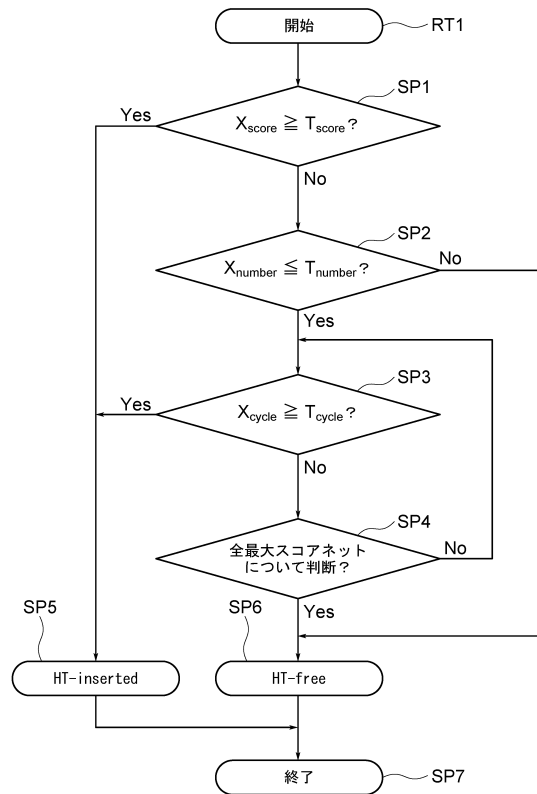 開始
RT1
SP1
Yes
Xscore ≧ Tscore?
No
SP2
Xnumber ≦ Tnumber?
No
Yes
SP3
Yes
Xcycle ≧ Tcycle?
No
SP4
全最大スコアネット
について判断?
No
Yes
SP5
SP6
HT-inserted
HT-free
終了
SP7